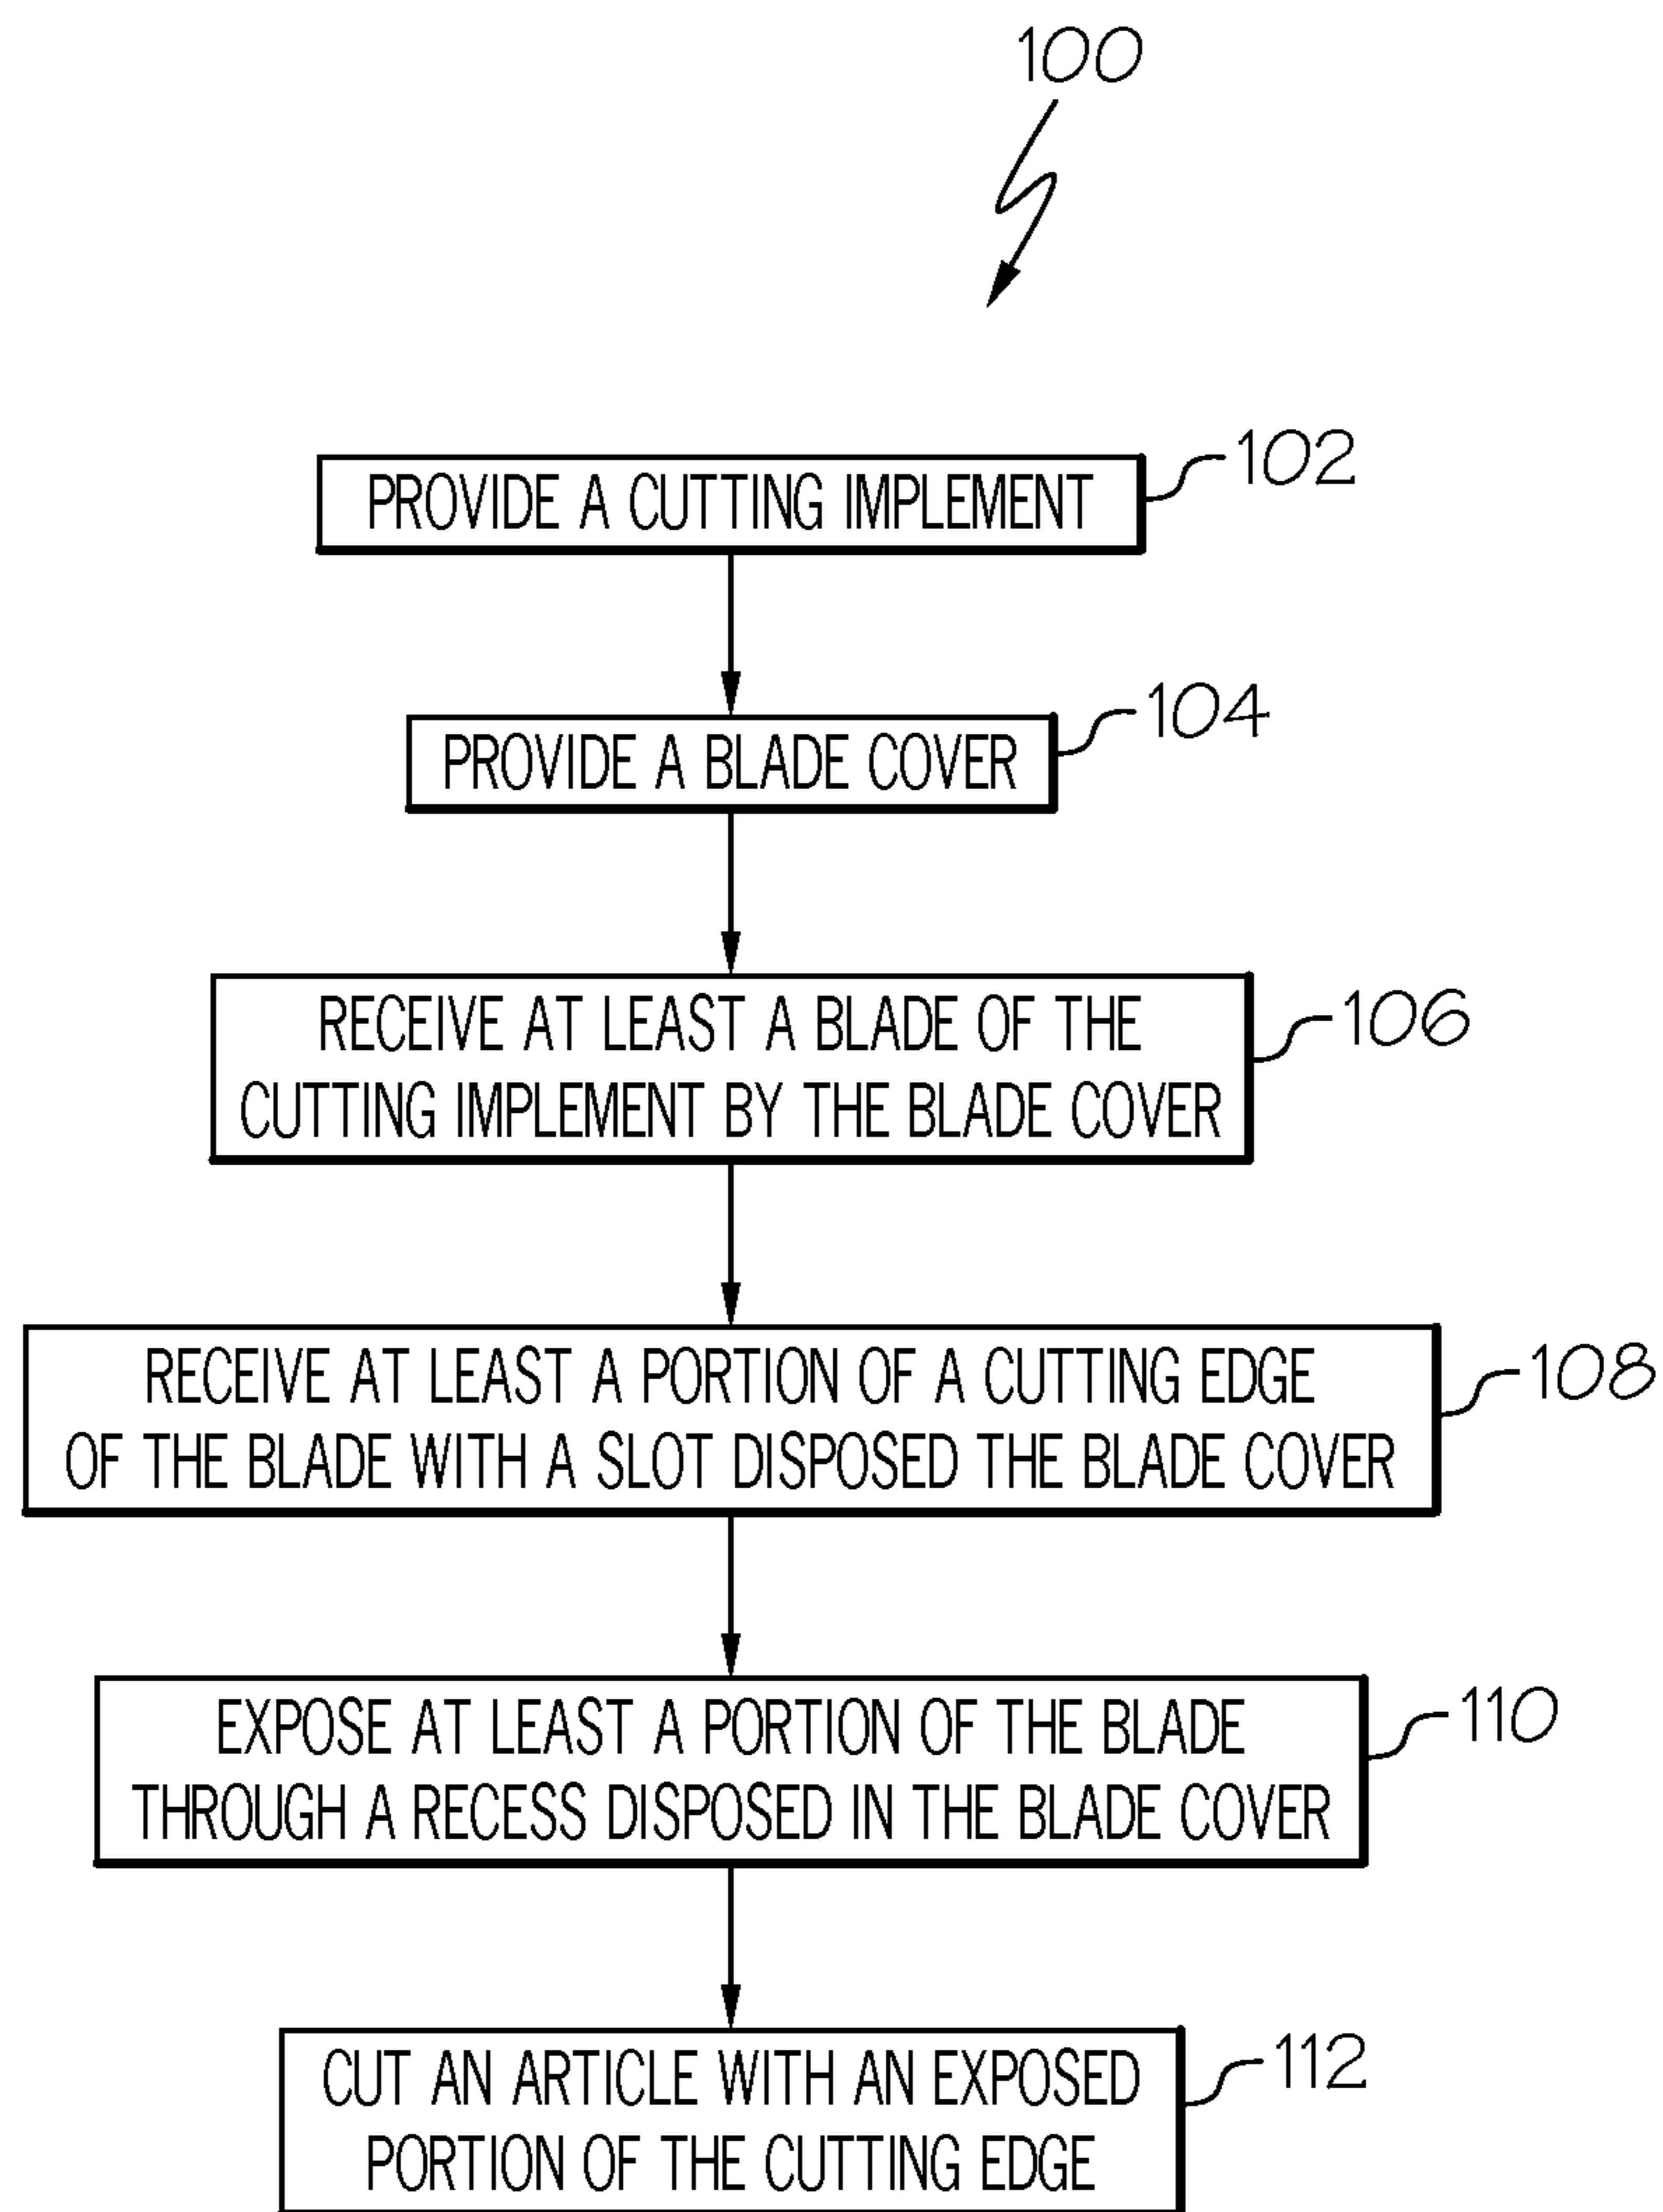 100
PROVIDE A CUTTING IMPLEMENT
102
PROVIDE A BLADE COVER
104
RECEIVE AT LEAST A BLADE OF THE
CUTTING IMPLEMENT BY THE BLADE COVER
106
RECEIVE AT LEAST A PORTION OF A CUTTING EDGE
OF THE BLADE WITH A SLOT DISPOSED THE BLADE COVER
108
EXPOSE AT LEAST A PORTION OF THE BLADE
THROUGH A RECESS DISPOSED IN THE BLADE COVER
110
CUT AN ARTICLE WITH AN EXPOSED
PORTION OF THE CUTTING EDGE
112